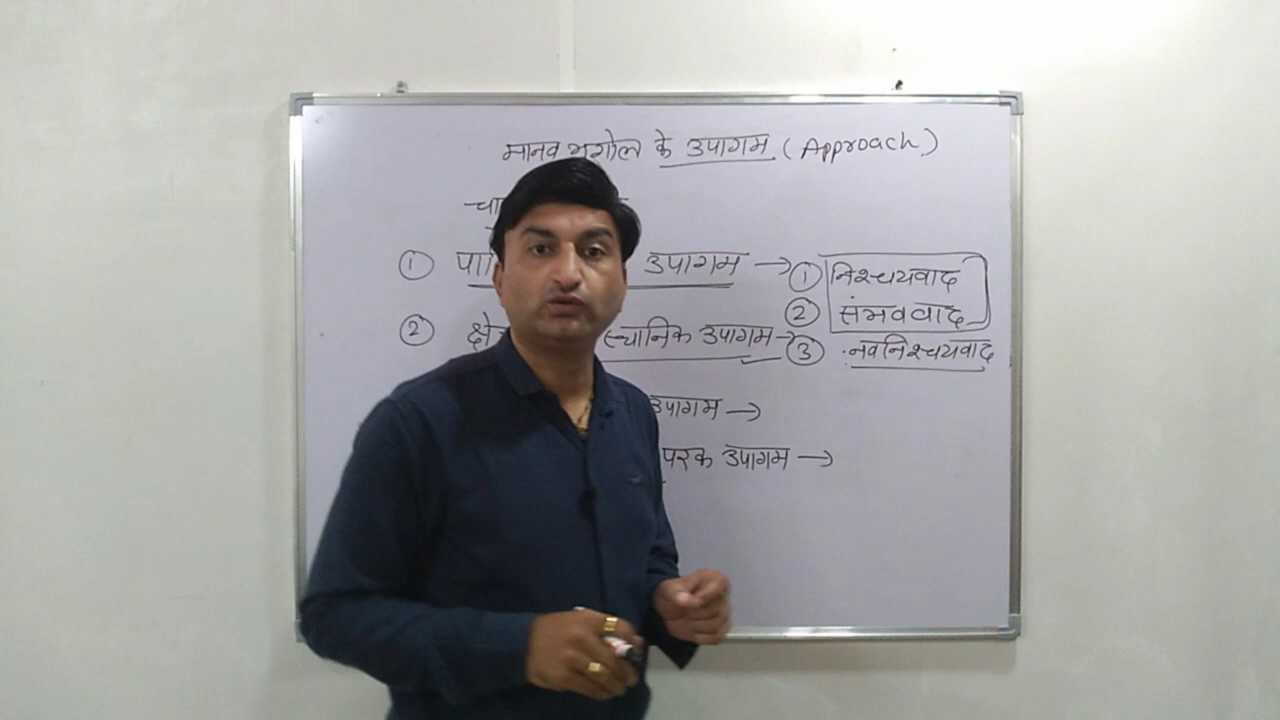 मानव भूगोल के उपागम (Approach)
① उपागम → ① निश्चयवाद
② संभववाद
② स्थानिक उपागम → ③ नवनिश्चयवाद
उपागम →
परक उपागम →